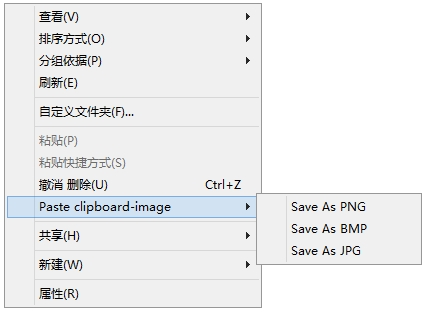 查看(V)
排序方式(O)
分组依据(P)
刷新(E)
自定义文件夹(F)...
粘贴(P)
粘贴快捷方式(S)
撤消 删除(U) Ctrl+Z
Paste clipboard-image
Save As PNG
Save As BMP
Save As JPG
共享(H)
新建(W)
属性(R)